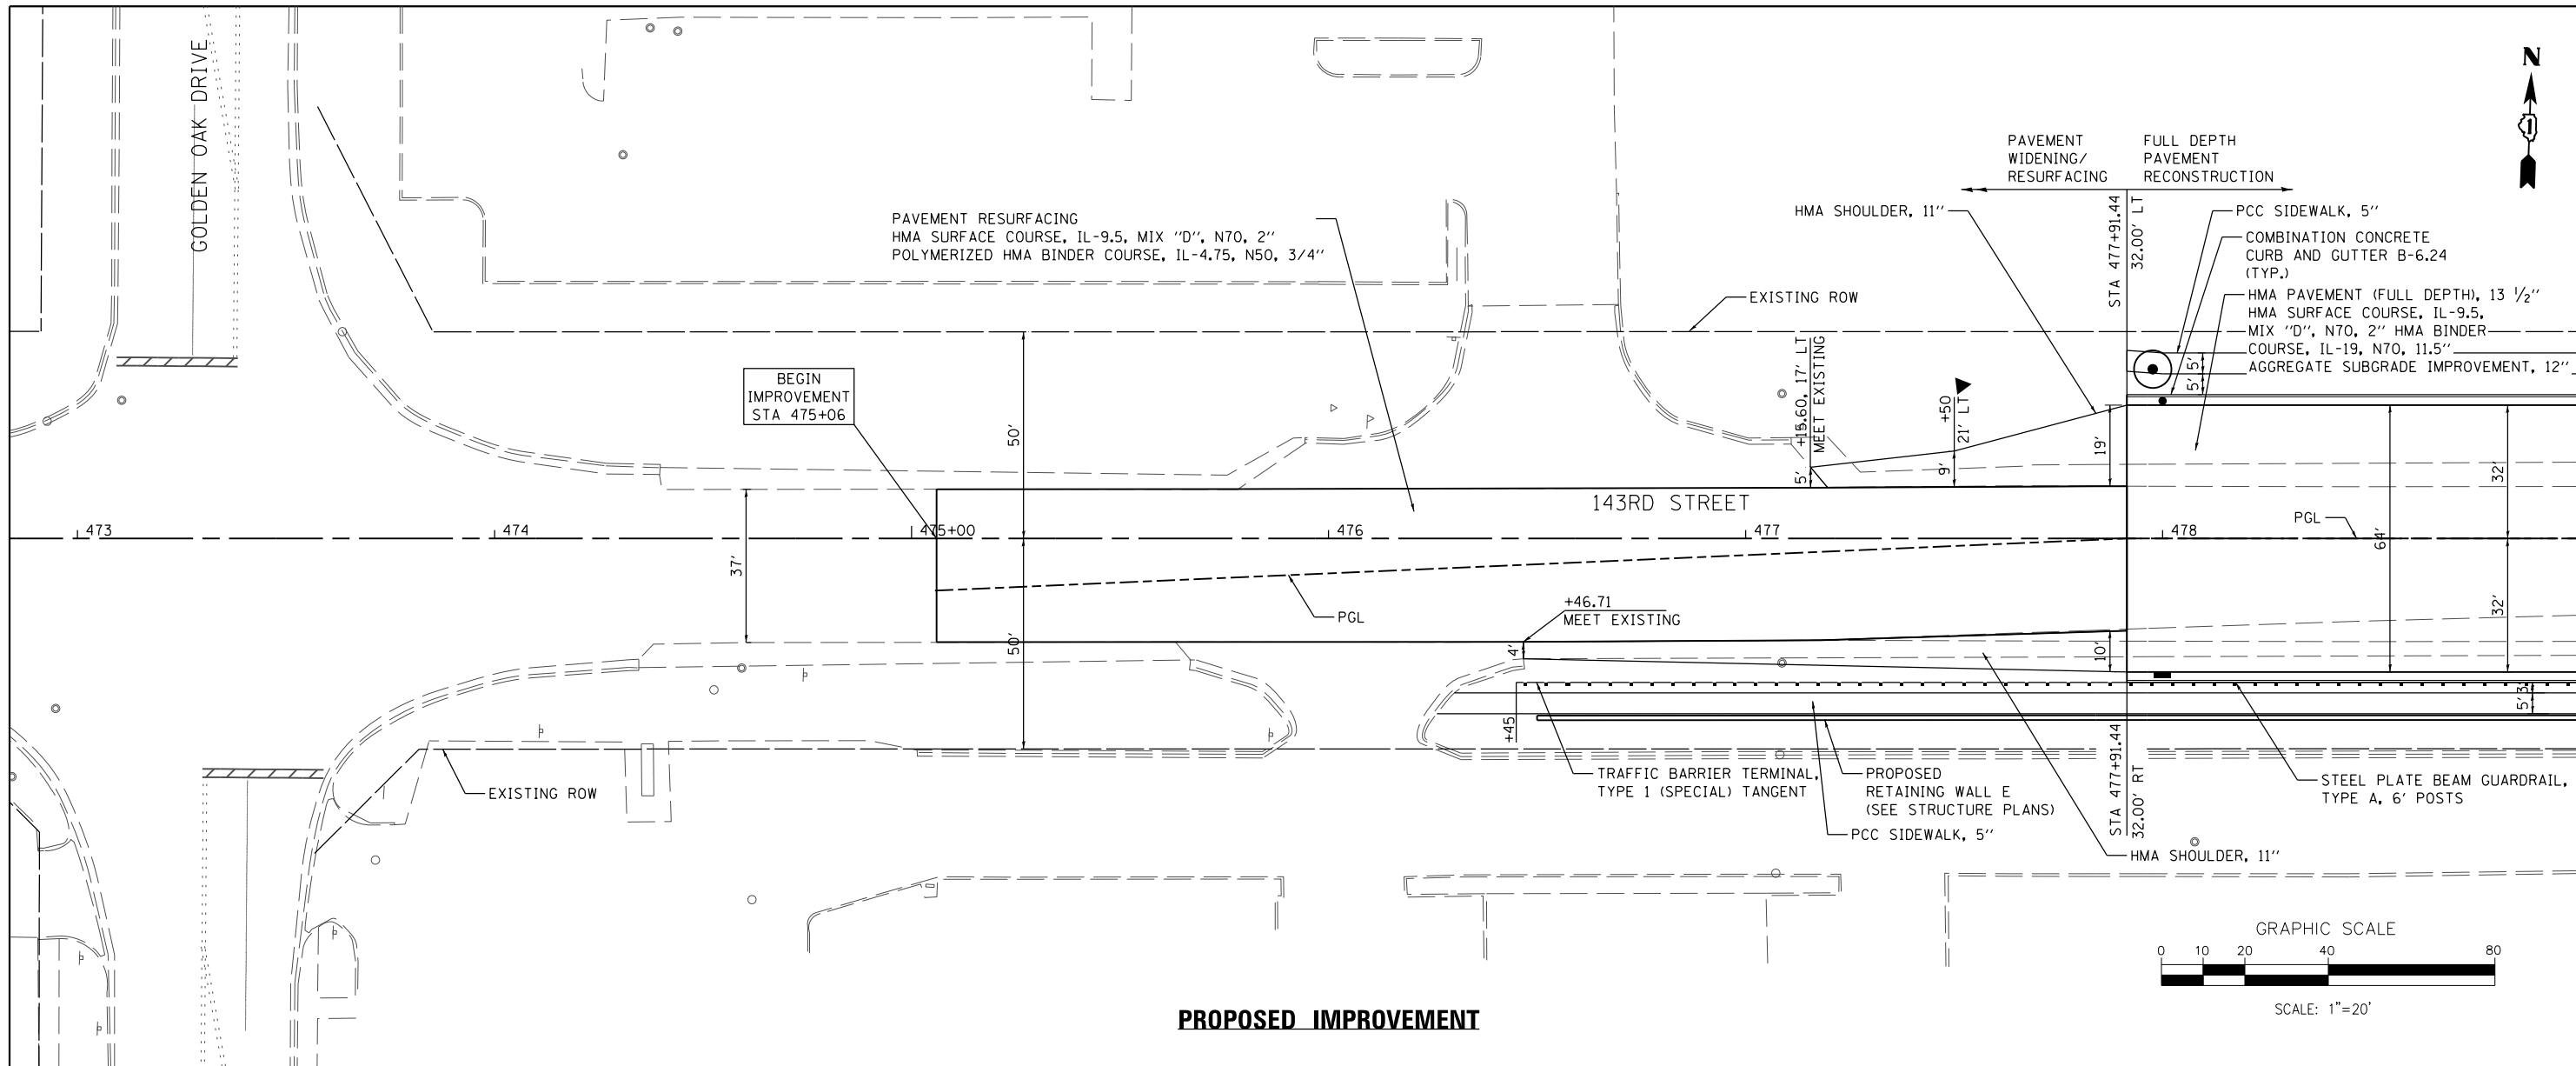 GOLDEN OAK DRIVE
N
1
PAVEMENT
WIDENING/
RESURFACING
FULL DEPTH
PAVEMENT
RECONSTRUCTION
PAVEMENT RESURFACING
HMA SURFACE COURSE, IL-9.5, MIX "D", N70, 2"
POLYMERIZED HMA BINDER COURSE, IL-4.75, N50, 3/4"
HMA SHOULDER, 11"
STA 477+91.44
32.00' LT
PCC SIDEWALK, 5"
COMBINATION CONCRETE
CURB AND GUTTER B-6.24
(TYP.)
HMA PAVEMENT (FULL DEPTH), 13 1/2"
HMA SURFACE COURSE, IL-9.5,
MIX "D", N70, 2" HMA BINDER
COURSE, IL-19, N70, 11.5"
AGGREGATE SUBGRADE IMPROVEMENT, 12"
5'
5'
EXISTING ROW
BEGIN
IMPROVEMENT
STA 475+06
50'
+15.60, 17' LT
MEET EXISTING
5'
+50
21' LT
9'
19'
32'
64'
143RD STREET
473
474
475+00
476
477
478
PGL
37'
50'
PGL
+46.71
MEET EXISTING
4'
10'
32'
+45
5'
3'
STA 477+91.44
32.00' RT
EXISTING ROW
TRAFFIC BARRIER TERMINAL,
TYPE 1 (SPECIAL) TANGENT
PROPOSED
RETAINING WALL E
(SEE STRUCTURE PLANS)
PCC SIDEWALK, 5"
HMA SHOULDER, 11"
STEEL PLATE BEAM GUARDRAIL,
TYPE A, 6' POSTS
GRAPHIC SCALE
0 10 20 40 80
SCALE: 1"=20'
PROPOSED IMPROVEMENT